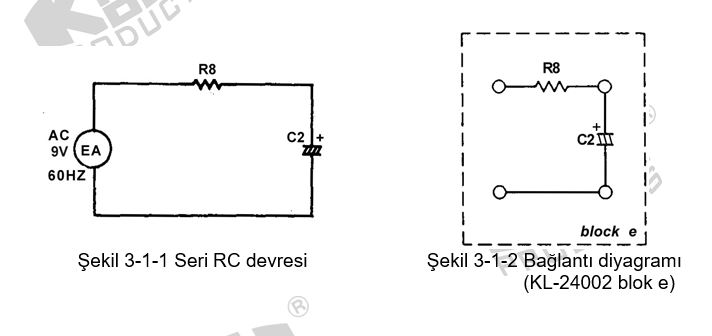 R8
AC
9V
60HZ
EA
C2 +
Şekil 3-1-1 Seri RC devresi
R8
+
C2
block e
Şekil 3-1-2 Bağlantı diyagramı
(KL-24002 blok e)
®